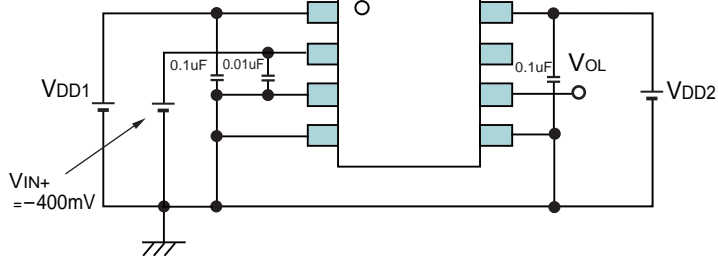 0.1uF
0.01uF
0.1uF
VOL
VDD1
VDD2
VIN+
=−400mV